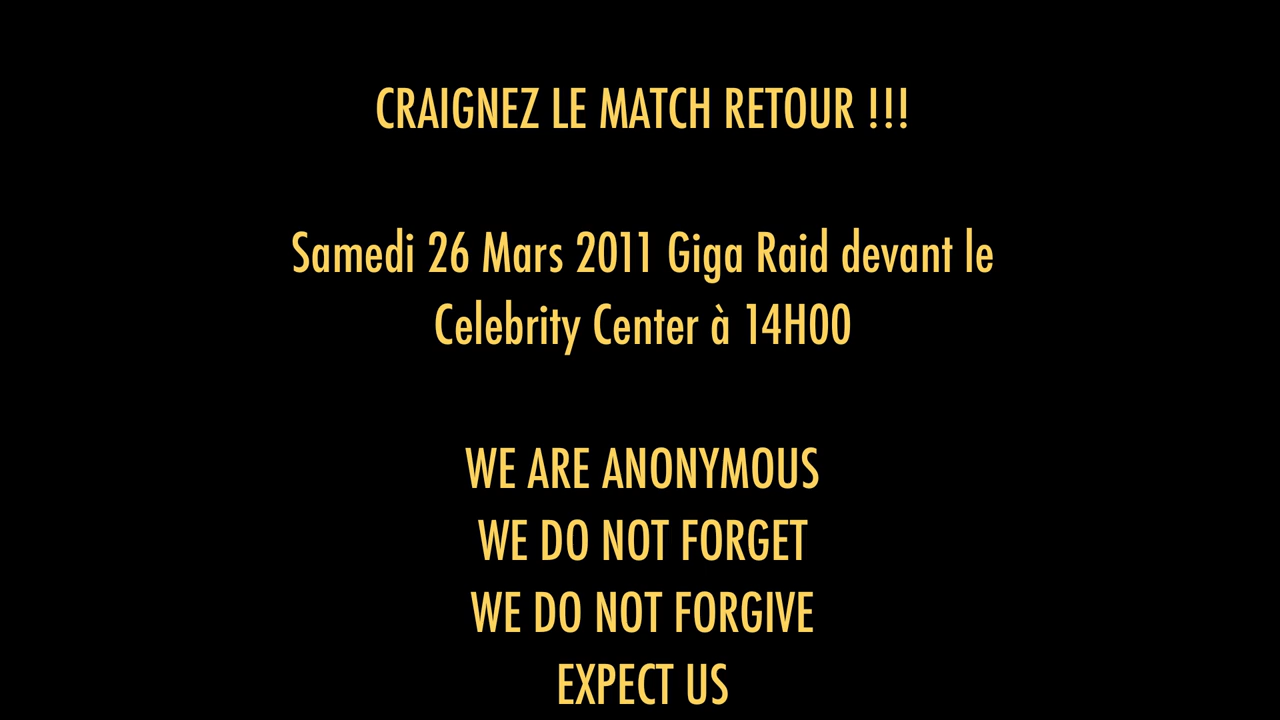 CRAIGNEZ LE MATCH RETOUR !!!
Samedi 26 Mars 2011 Giga Raid devant le
Celebrity Center à 14H00
WE ARE ANONYMOUS
WE DO NOT FORGET
WE DO NOT FORGIVE
EXPECT US